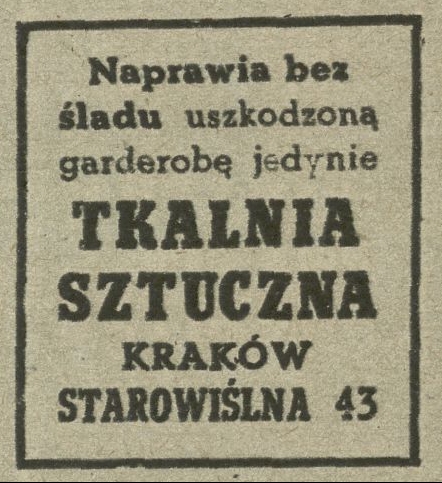 Naprawia bez
śladu uszkodzoną
garderobę jedynie
TKALNIA
SZTUCZNA
KRAKÓW
STAROWIŚLNA 43